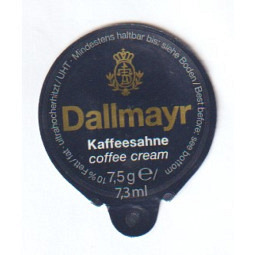 10 % Fett/fat · ultrahocherhitzt/UHT · Mindestens haltbar bis: siehe Boden/Best before: see bottom
Dallmayr
Kaffeesahne
coffee cream
7,5 g ℮/
7,3 ml